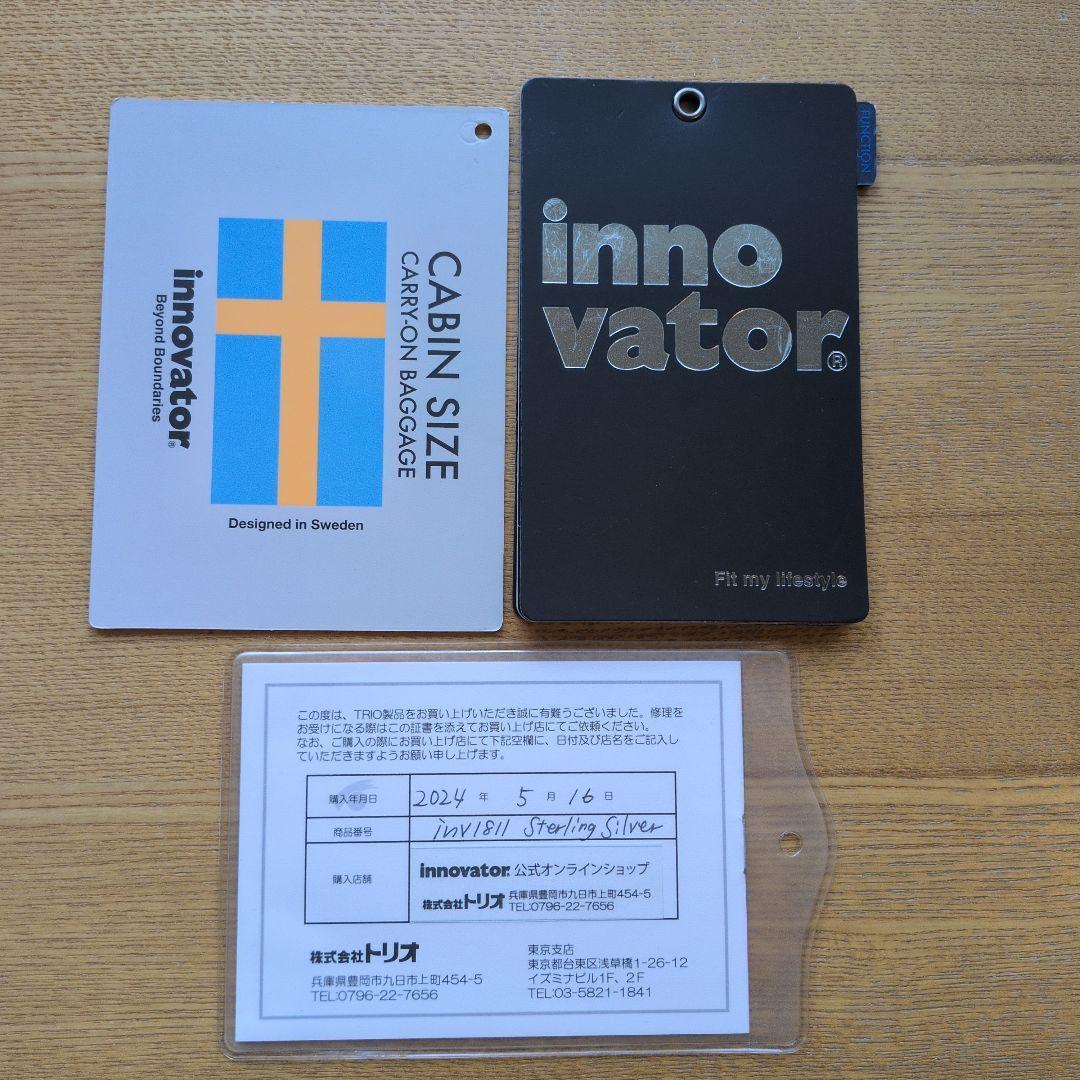 CABIN SIZE
CARRY-ON BAGGAGE
innovator®
Beyond Boundaries
Designed in Sweden
FUNCTION
inno
vator®
Fit my lifestyle
この度は、TRIO製品をお買い上げいただき誠に有難うございました。修理を
お受けになる際はこの証書を添えてお買い上げ店にてご依頼ください。
なお、ご購入の際にお買い上げ店にて下記空欄に、日付及び店名をご記入し
ていただきますようお願い申し上げます。
購入年月日 2024 年 5 月 16 日
商品番号 inv1811 Sterling Silver
購入店舗
innovator® 公式オンラインショップ
株式会社トリオ 兵庫県豊岡市九日市上町454-5
TEL:0796-22-7656
株式会社トリオ
兵庫県豊岡市九日市上町454-5
TEL:0796-22-7656
東京支店
東京都台東区浅草橋1-26-12
イズミナビル1F、2F
TEL:03-5821-1841